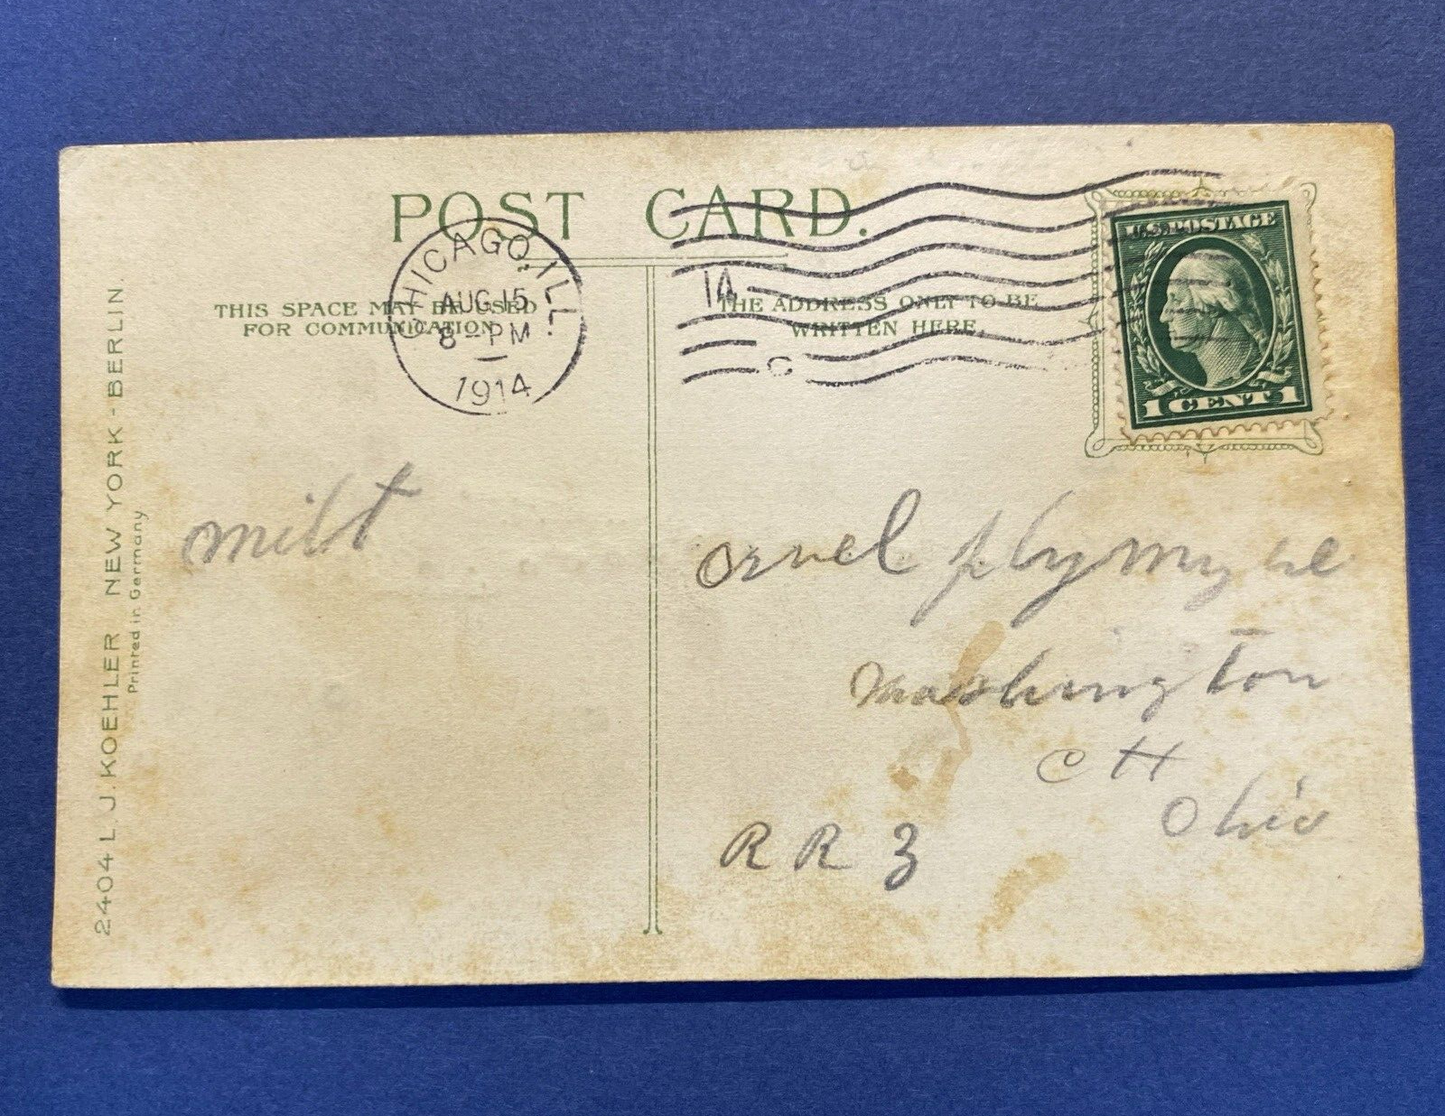 POST CARD.
CHICAGO, ILL.
AUG 15
8-PM
1914
14
C
U.S. POSTAGE
1 CENT 1
THIS SPACE MAY BE USED
FOR COMMUNICATION
THE ADDRESS ONLY TO BE
WRITTEN HERE.
2404 L. J. KOEHLER NEW YORK - BERLIN.
Printed in Germany
milt
orvel
Washington
C H
Ohio
R R 3